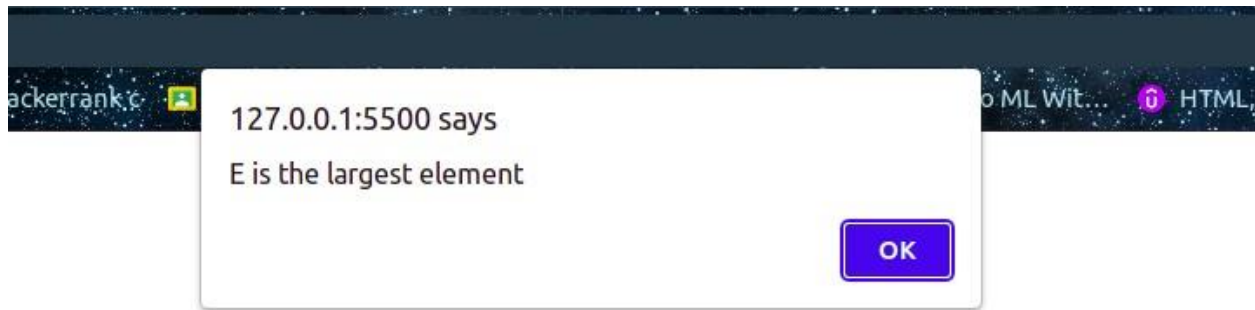 ackerrank c
o ML Wit...
HTML,
127.0.0.1:5500 says
E is the largest element
OK